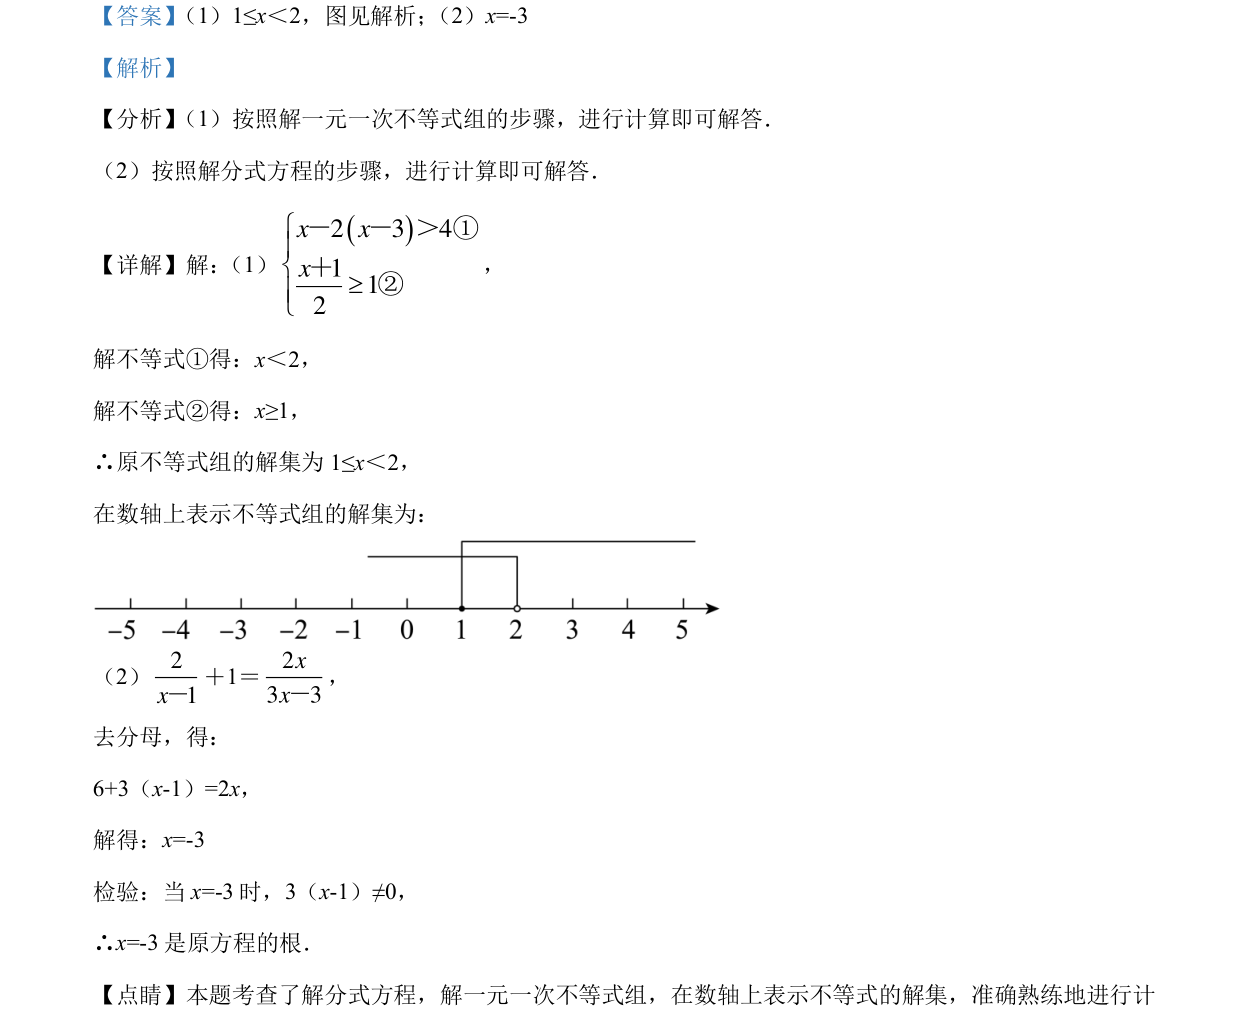 【答案】（1）1≤x＜2，图见解析；（2）x=-3
【解析】
【分析】（1）按照解一元一次不等式组的步骤，进行计算即可解答．
（2）按照解分式方程的步骤，进行计算即可解答．
【详解】解：（1）{x－2(x－3)＞4① (x＋1)/2≥1②，
解不等式①得：x＜2，
解不等式②得：x≥1，
∴原不等式组的解集为 1≤x＜2，
在数轴上表示不等式组的解集为：
–5 –4 –3 –2 –1 0 1 2 3 4 5
（2）2/(x－1)＋1＝2x/(3x－3)，
去分母，得：
6+3（x-1）=2x，
解得：x=-3
检验：当 x=-3 时，3（x-1）≠0，
∴x=-3 是原方程的根．
【点睛】本题考查了解分式方程，解一元一次不等式组，在数轴上表示不等式的解集，准确熟练地进行计